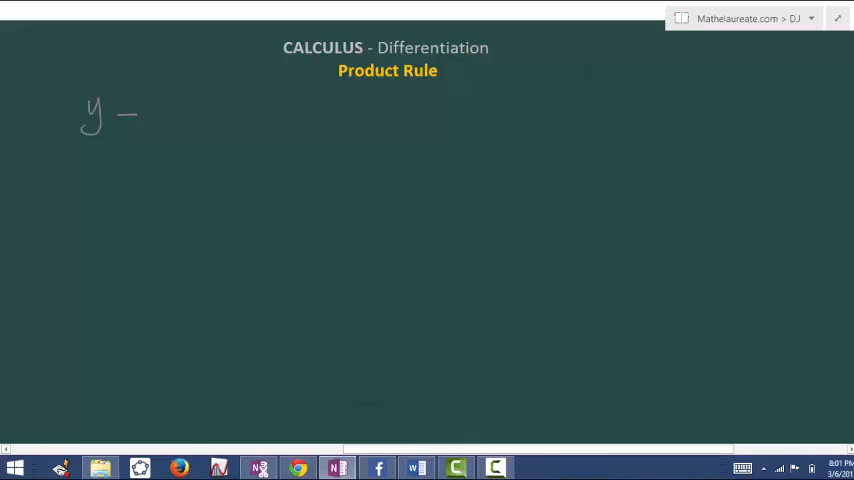 Mathelaureate.com > DJ
CALCULUS - Differentiation
Product Rule
y –
8:01 PM
3/6/201